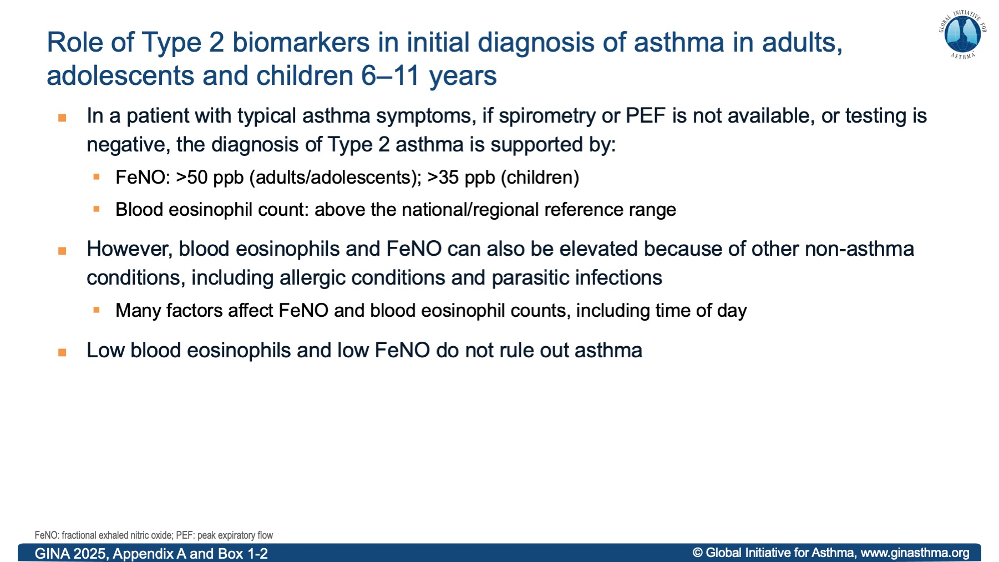 Role of Type 2 biomarkers in initial diagnosis of asthma in adults,
adolescents and children 6–11 years
GLOBAL INITIATIVE FOR
ASTHMA
In a patient with typical asthma symptoms, if spirometry or PEF is not available, or testing is
negative, the diagnosis of Type 2 asthma is supported by:
FeNO: >50 ppb (adults/adolescents); >35 ppb (children)
Blood eosinophil count: above the national/regional reference range
However, blood eosinophils and FeNO can also be elevated because of other non-asthma
conditions, including allergic conditions and parasitic infections
Many factors affect FeNO and blood eosinophil counts, including time of day
Low blood eosinophils and low FeNO do not rule out asthma
FeNO: fractional exhaled nitric oxide; PEF: peak expiratory flow
GINA 2025, Appendix A and Box 1-2
© Global Initiative for Asthma, www.ginasthma.org